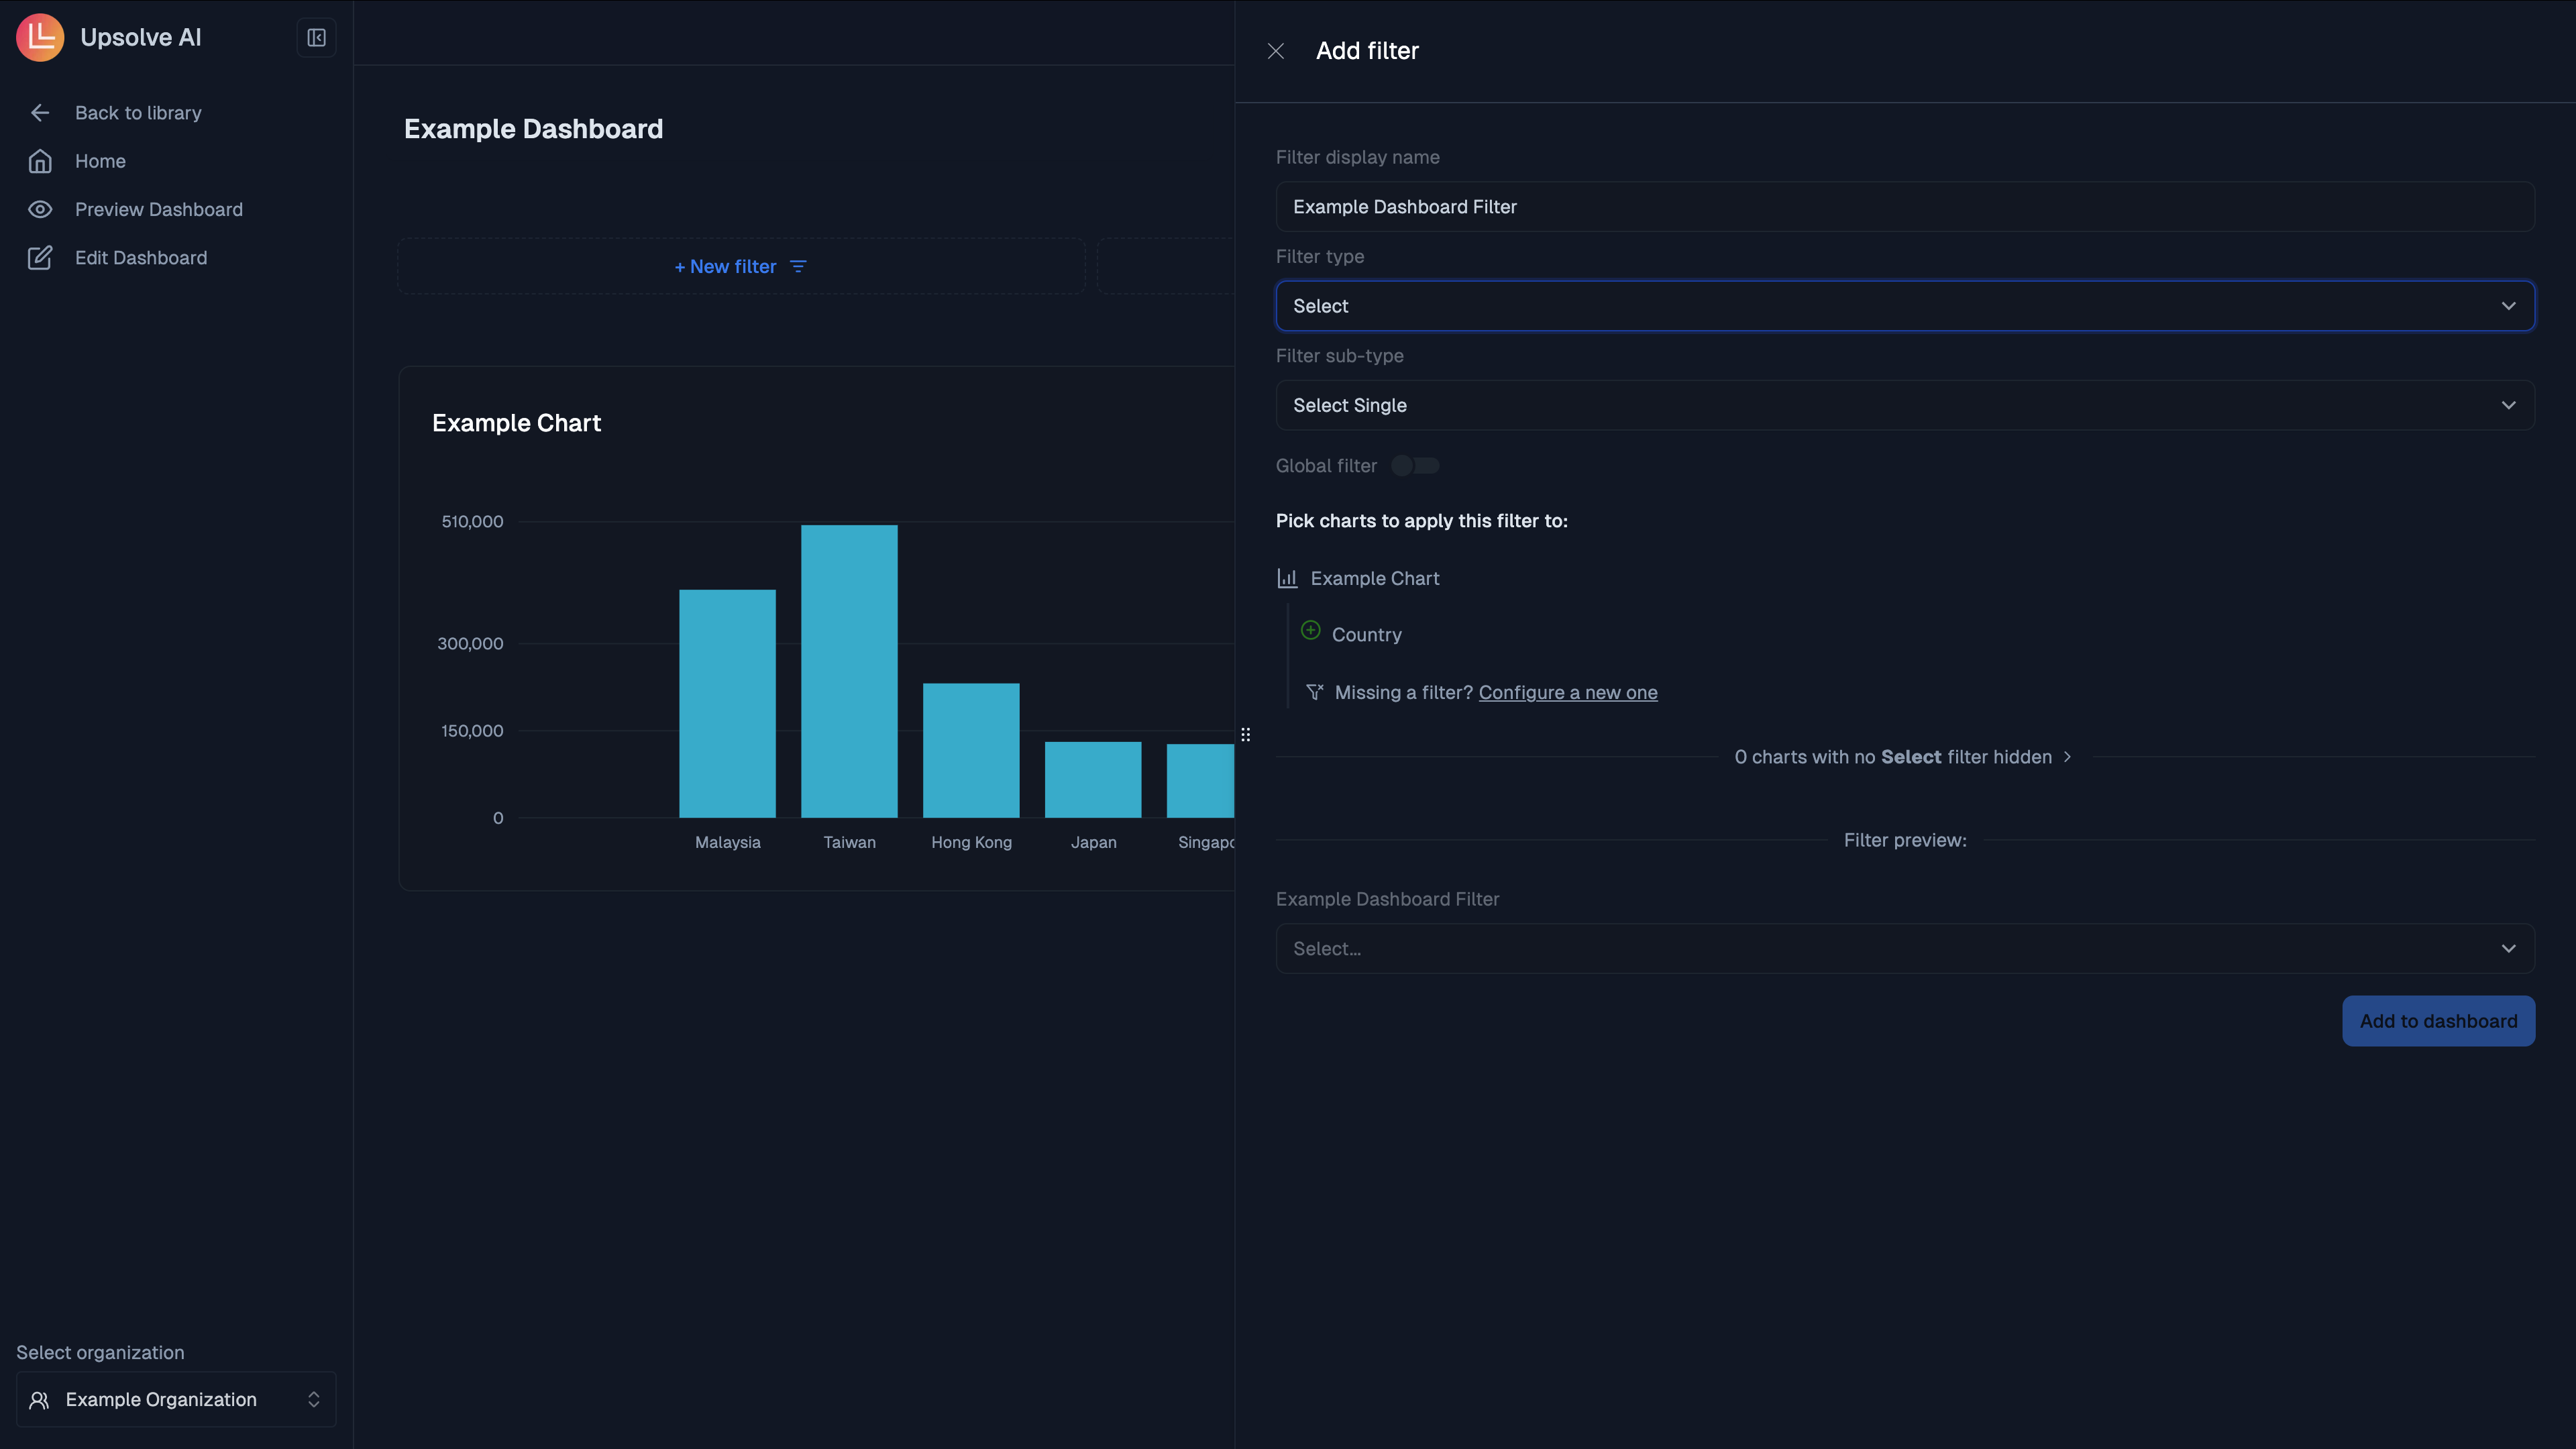 Upsolve AI
Back to library
Home
Preview Dashboard
Edit Dashboard
Select organization
Example Organization
Example Dashboard
+ New filter
Example Chart
510,000
300,000
150,000
0
Malaysia Taiwan Hong Kong Japan Singapo
Add filter
Filter display name
Example Dashboard Filter
Filter type
Select
Filter sub-type
Select Single
Global filter
Pick charts to apply this filter to:
Example Chart
Country
Missing a filter? Configure a new one
0 charts with no Select filter hidden
Filter preview:
Example Dashboard Filter
Select...
Add to dashboard